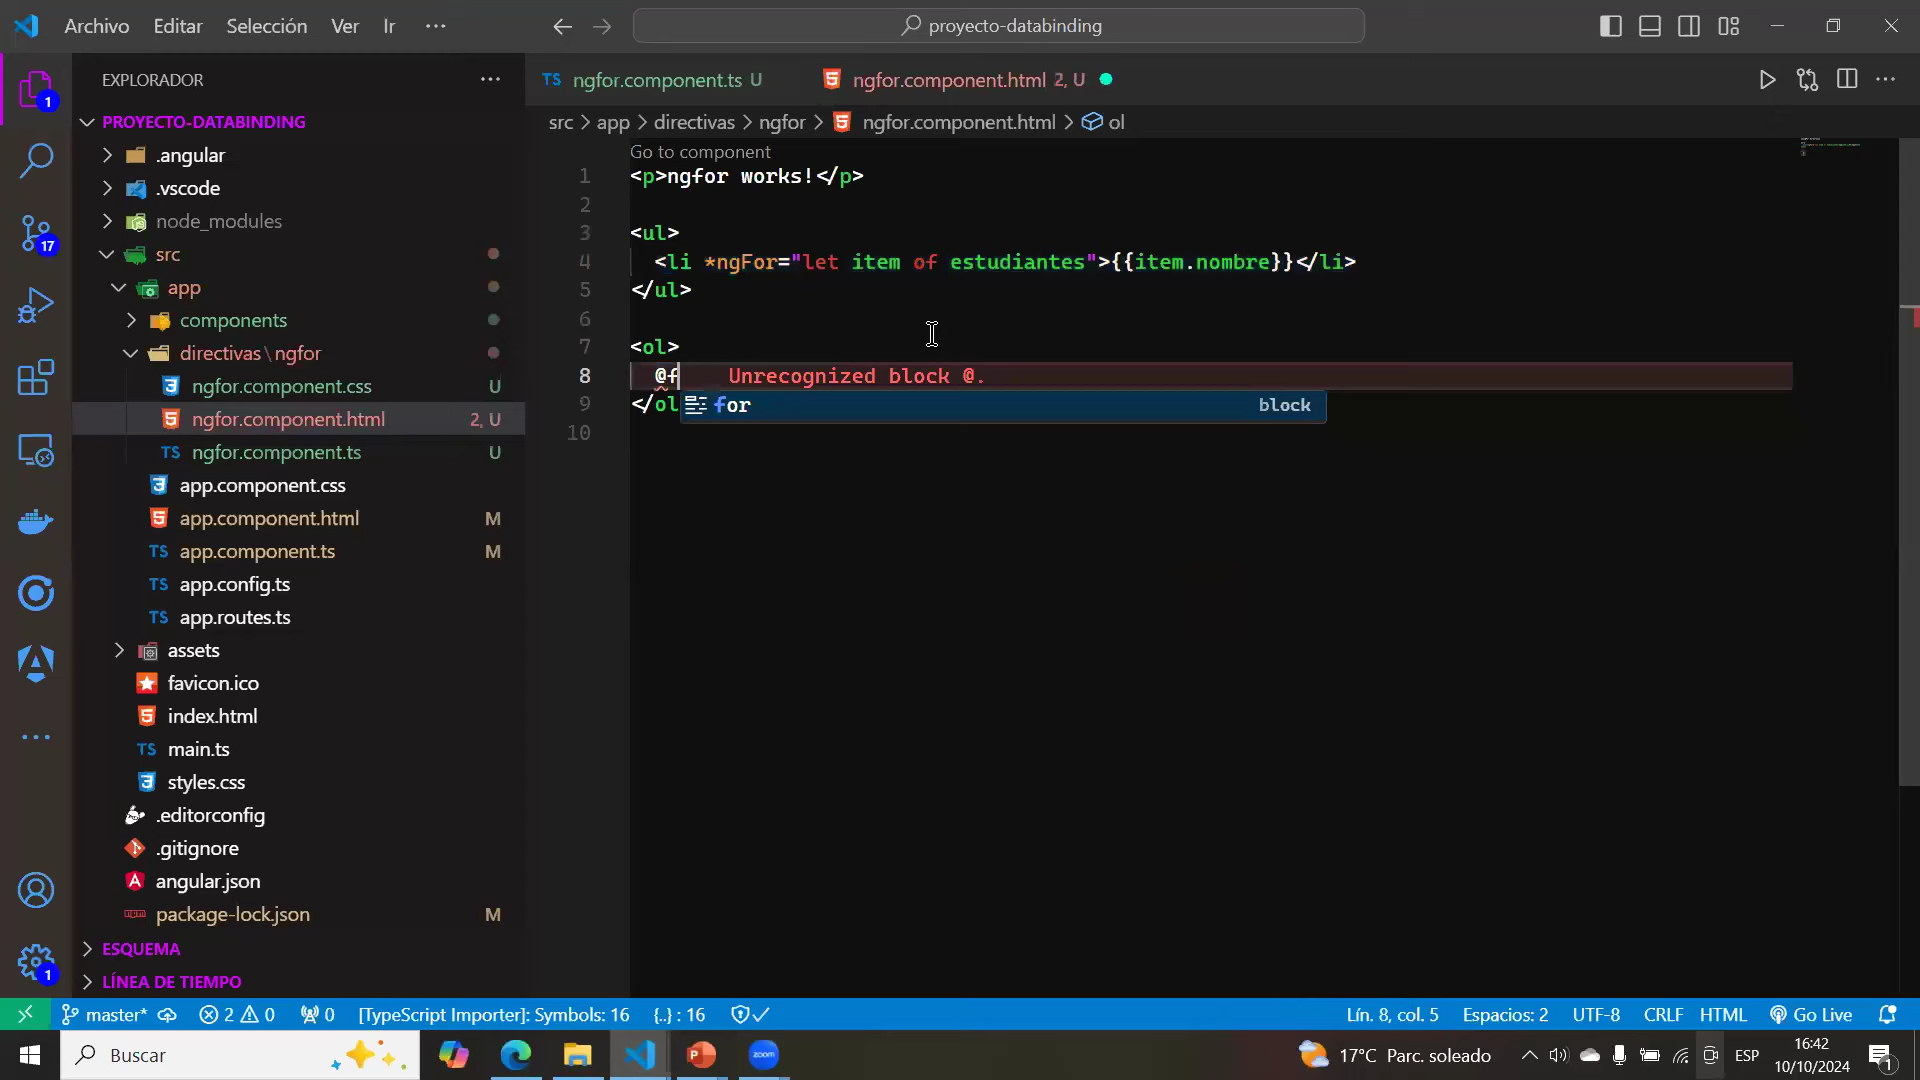 Archivo Editar Selección Ver Ir ···
proyecto-databinding
EXPLORADOR ···
PROYECTO-DATABINDING
.angular
.vscode
node_modules
src
app
components
directivas\ngfor
ngfor.component.css U
ngfor.component.html 2, U
ngfor.component.ts U
app.component.css
app.component.html M
app.component.ts M
app.config.ts
app.routes.ts
assets
favicon.ico
index.html
main.ts
styles.css
.editorconfig
.gitignore
angular.json
package-lock.json M
ESQUEMA
LÍNEA DE TIEMPO
1
17
1
TS ngfor.component.ts U
ngfor.component.html 2, U
src > app > directivas > ngfor > ngfor.component.html > ol
Go to component
1 <p>ngfor works!</p>
2
3 <ul>
4 <li *ngFor="let item of estudiantes">{{item.nombre}}</li>
5 </ul>
6
7 <ol>
8 @f Unrecognized block @.
9 </ol
for block
10
master* 2 0 0 [TypeScript Importer]: Symbols: 16 {..} : 16
Lín. 8, col. 5 Espacios: 2 UTF-8 CRLF HTML Go Live
Buscar
zoom
17°C Parc. soleado
ESP
16:42
10/10/2024
1